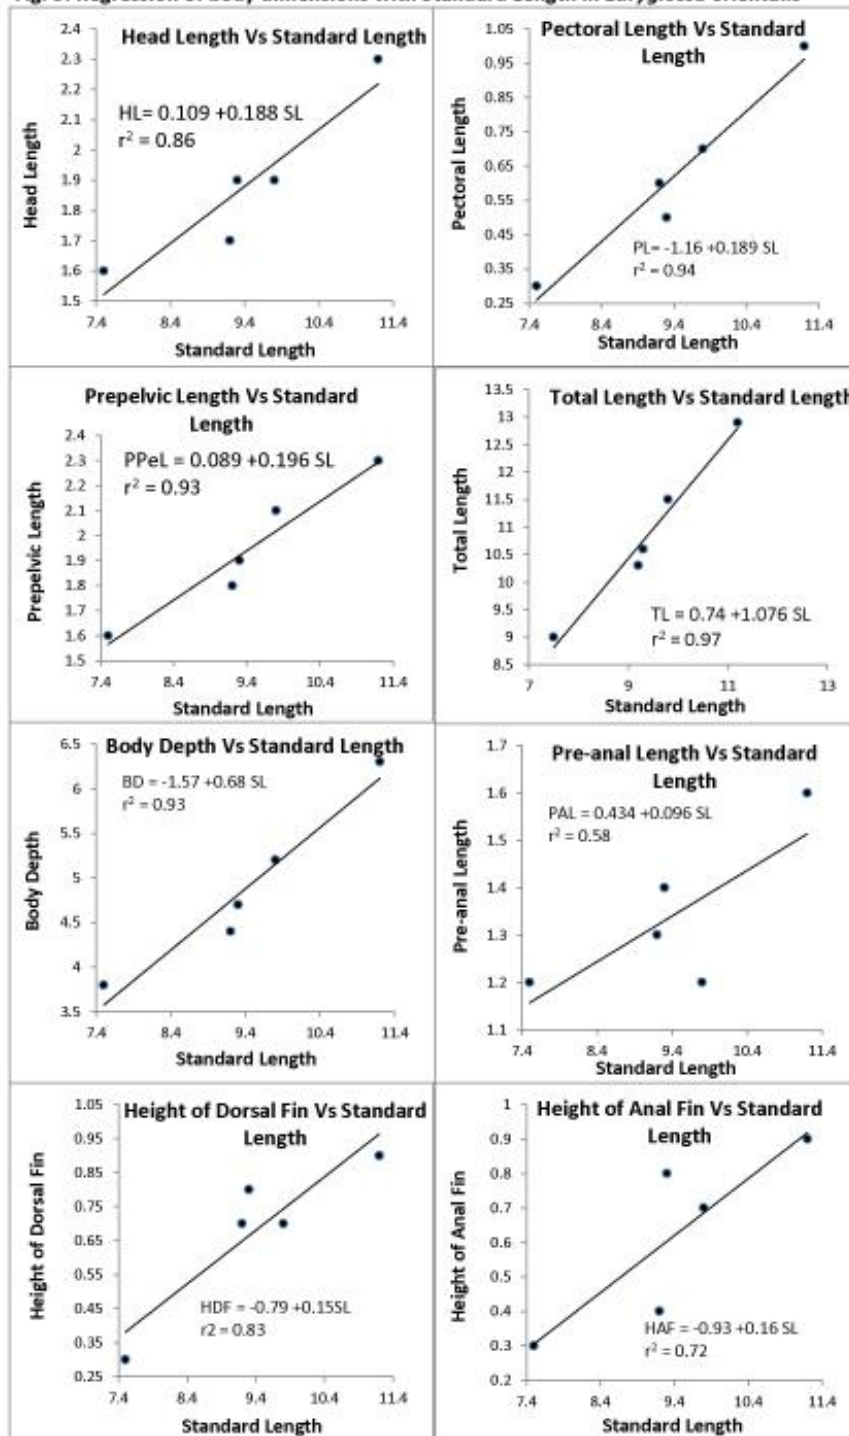 Regression of body dimensions with Standard Length in
Head Length Vs Standard Length
HL= 0.109 +0.188 SL
r² = 0.86
Head Length
2.4
2.3
2.2
2.1
2
1.9
1.8
1.7
1.6
1.5
7.4 8.4 9.4 10.4 11.4
Standard Length
Pectoral Length Vs Standard
Length
PL= -1.16 +0.189 SL
r² = 0.94
Pectoral Length
1.05
0.95
0.85
0.75
0.65
0.55
0.45
0.35
0.25
7.4 8.4 9.4 10.4 11.4
Standard Length
Prepelvic Length Vs Standard
Length
PPeL = 0.089 +0.196 SL
r² = 0.93
Prepelvic Length
2.4
2.3
2.2
2.1
2
1.9
1.8
1.7
1.6
1.5
7.4 8.4 9.4 10.4 11.4
Standard Length
Total Length Vs Standard Length
TL = 0.74 +1.076 SL
r² = 0.97
Total Length
13.5
13
12.5
12
11.5
11
10.5
10
9.5
9
8.5
7 9 11 13
Standard Length
Body Depth Vs Standard Length
BD = -1.57 +0.68 SL
r² = 0.93
Body Depth
6.5
6
5.5
5
4.5
4
3.5
7.4 8.4 9.4 10.4 11.4
Standard Length
Pre-anal Length Vs Standard
Length
PAL = 0.434 +0.096 SL
r² = 0.58
Pre-anal Length
1.7
1.6
1.5
1.4
1.3
1.2
1.1
7.4 8.4 9.4 10.4 11.4
Standard Length
Height of Dorsal Fin Vs Standard
Length
HDF = -0.79 +0.15SL
r2 = 0.83
Height of Dorsal Fin
1.05
0.95
0.85
0.75
0.65
0.55
0.45
0.35
0.25
7.4 8.4 9.4 10.4 11.4
Standard Length
Height of Anal Fin Vs Standard
Length
HAF = -0.93 +0.16 SL
r² = 0.72
Height of Anal Fin
1
0.9
0.8
0.7
0.6
0.5
0.4
0.3
0.2
7.4 8.4 9.4 10.4 11.4
Standard Length